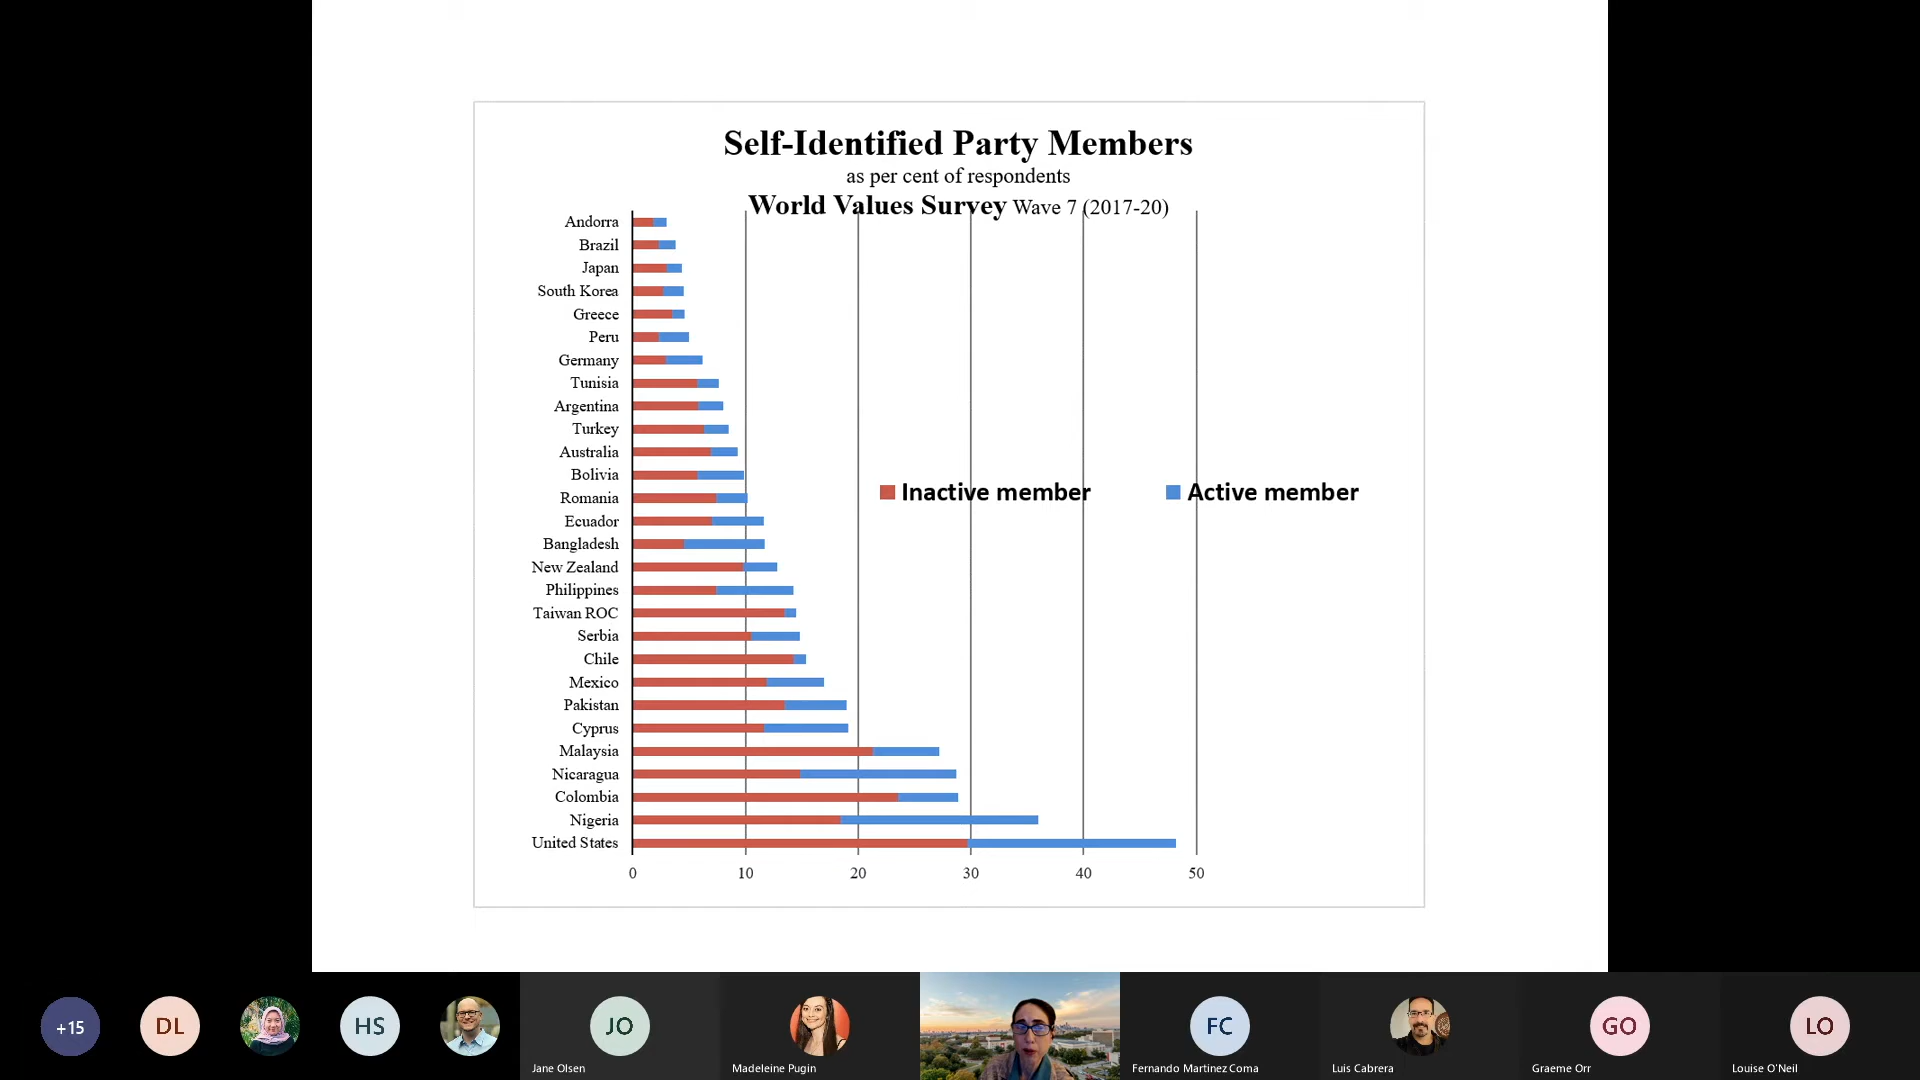 Self-Identified Party Members
as per cent of respondents
World Values Survey Wave 7 (2017-20)
Andorra
Brazil
Japan
South Korea
Greece
Peru
Germany
Tunisia
Argentina
Turkey
Australia
Bolivia
Inactive member Active member
Romania
Ecuador
Bangladesh
New Zealand
Philippines
Taiwan ROC
Serbia
Chile
Mexico
Pakistan
Cyprus
Malaysia
Nicaragua
Colombia
Nigeria
United States
0 10 20 30 40 50
+15 DL HS JO FC GO LO
Jane Olsen Madeleine Pugin Fernando Martinez Coma Luis Cabrera Graeme Orr Louise O'Neil